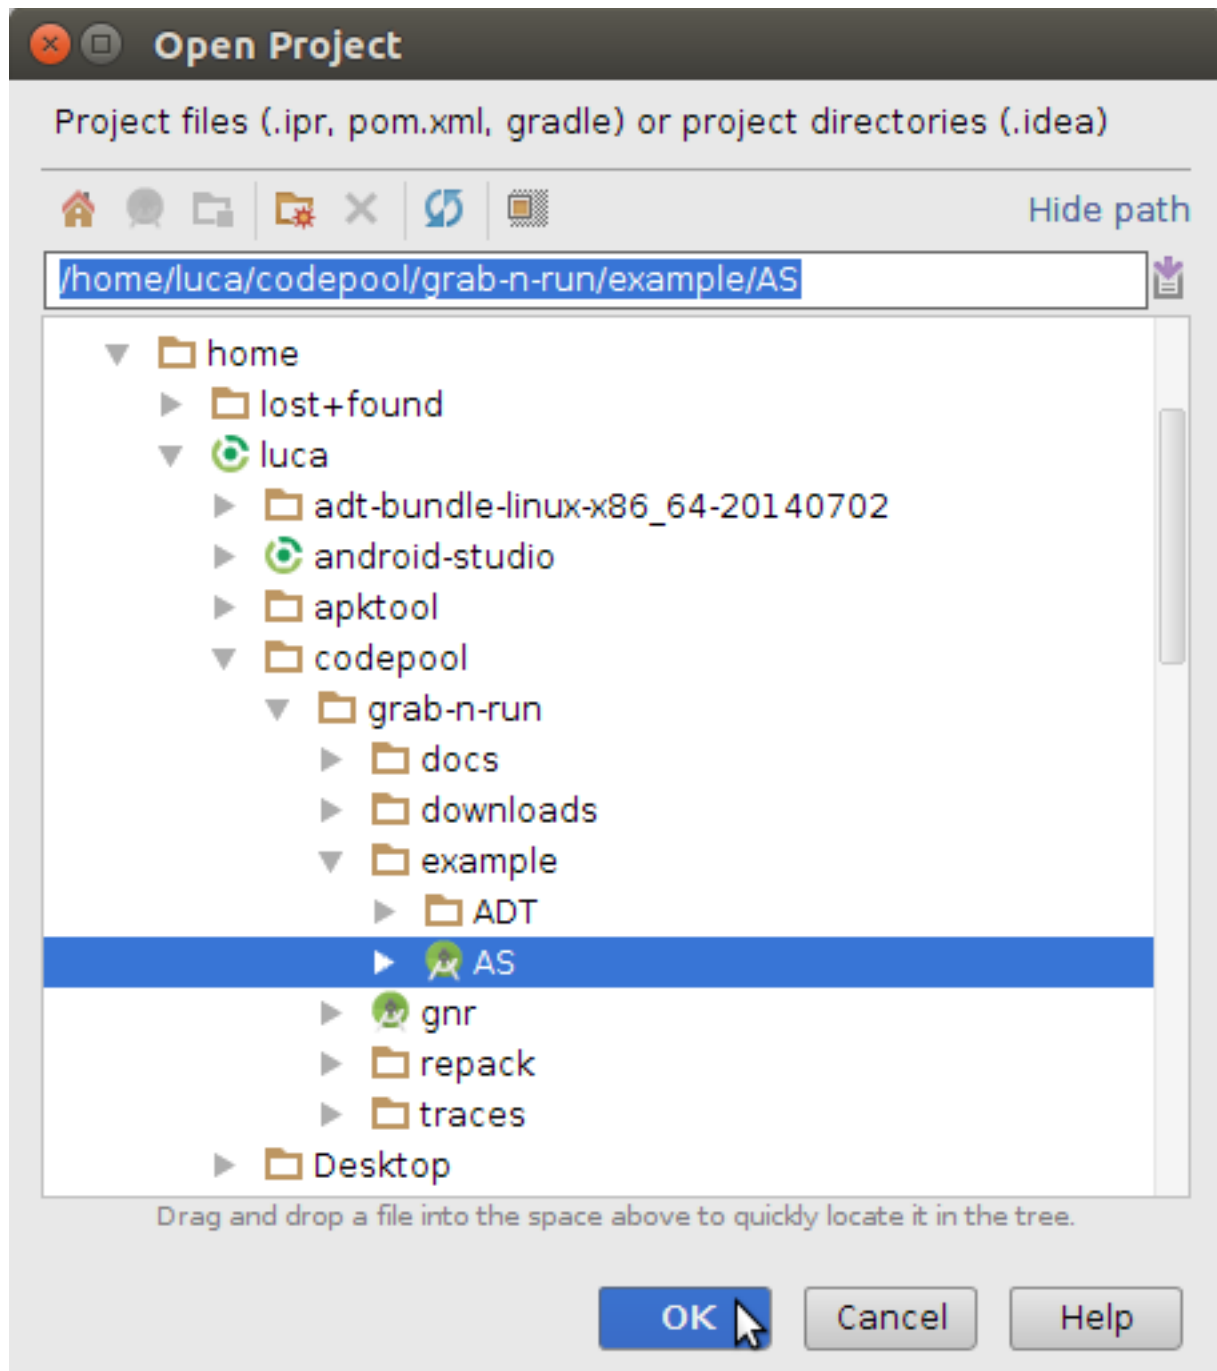 Open Project
Project files (.ipr, pom.xml, gradle) or project directories (.idea)
Hide path
/home/luca/codepool/grab-n-run/example/AS
home
lost+found
luca
adt-bundle-linux-x86_64-20140702
android-studio
apktool
codepool
grab-n-run
docs
downloads
example
ADT
AS
gnr
repack
traces
Desktop
Drag and drop a file into the space above to quickly locate it in the tree.
OK Cancel Help